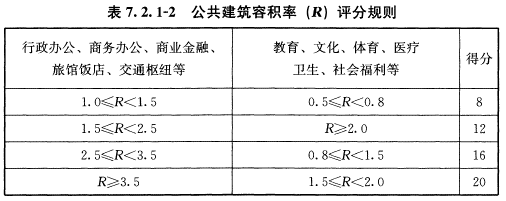 表 7.2.1-2 公共建筑容积率（R）评分规则
行政办公、商务办公、商业金融、
旅馆饭店、交通枢纽等
教育、文化、体育、医疗
卫生、社会福利等
得分
1.0≤R<1.5 0.5≤R<0.8 8
1.5≤R<2.5 R≥2.0 12
2.5≤R<3.5 0.8≤R<1.5 16
R≥3.5 1.5≤R<2.0 20